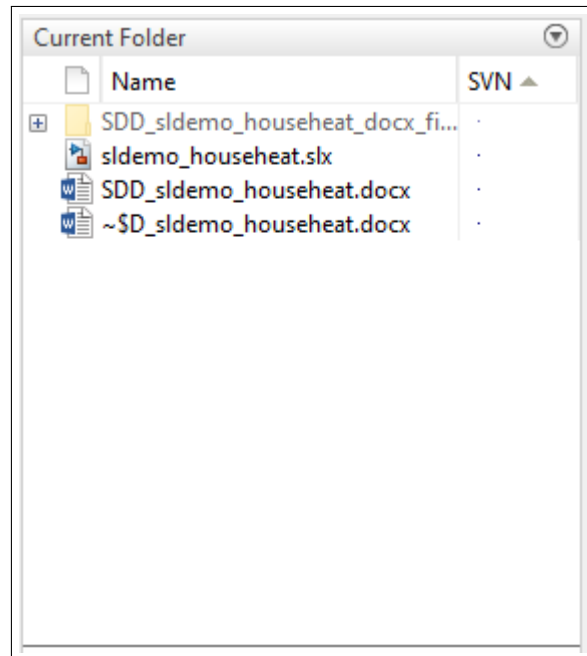 Current Folder
Name SVN
SDD_sldemo_househeat_docx_fi...
sldemo_househeat.slx
SDD_sldemo_househeat.docx
~$D_sldemo_househeat.docx